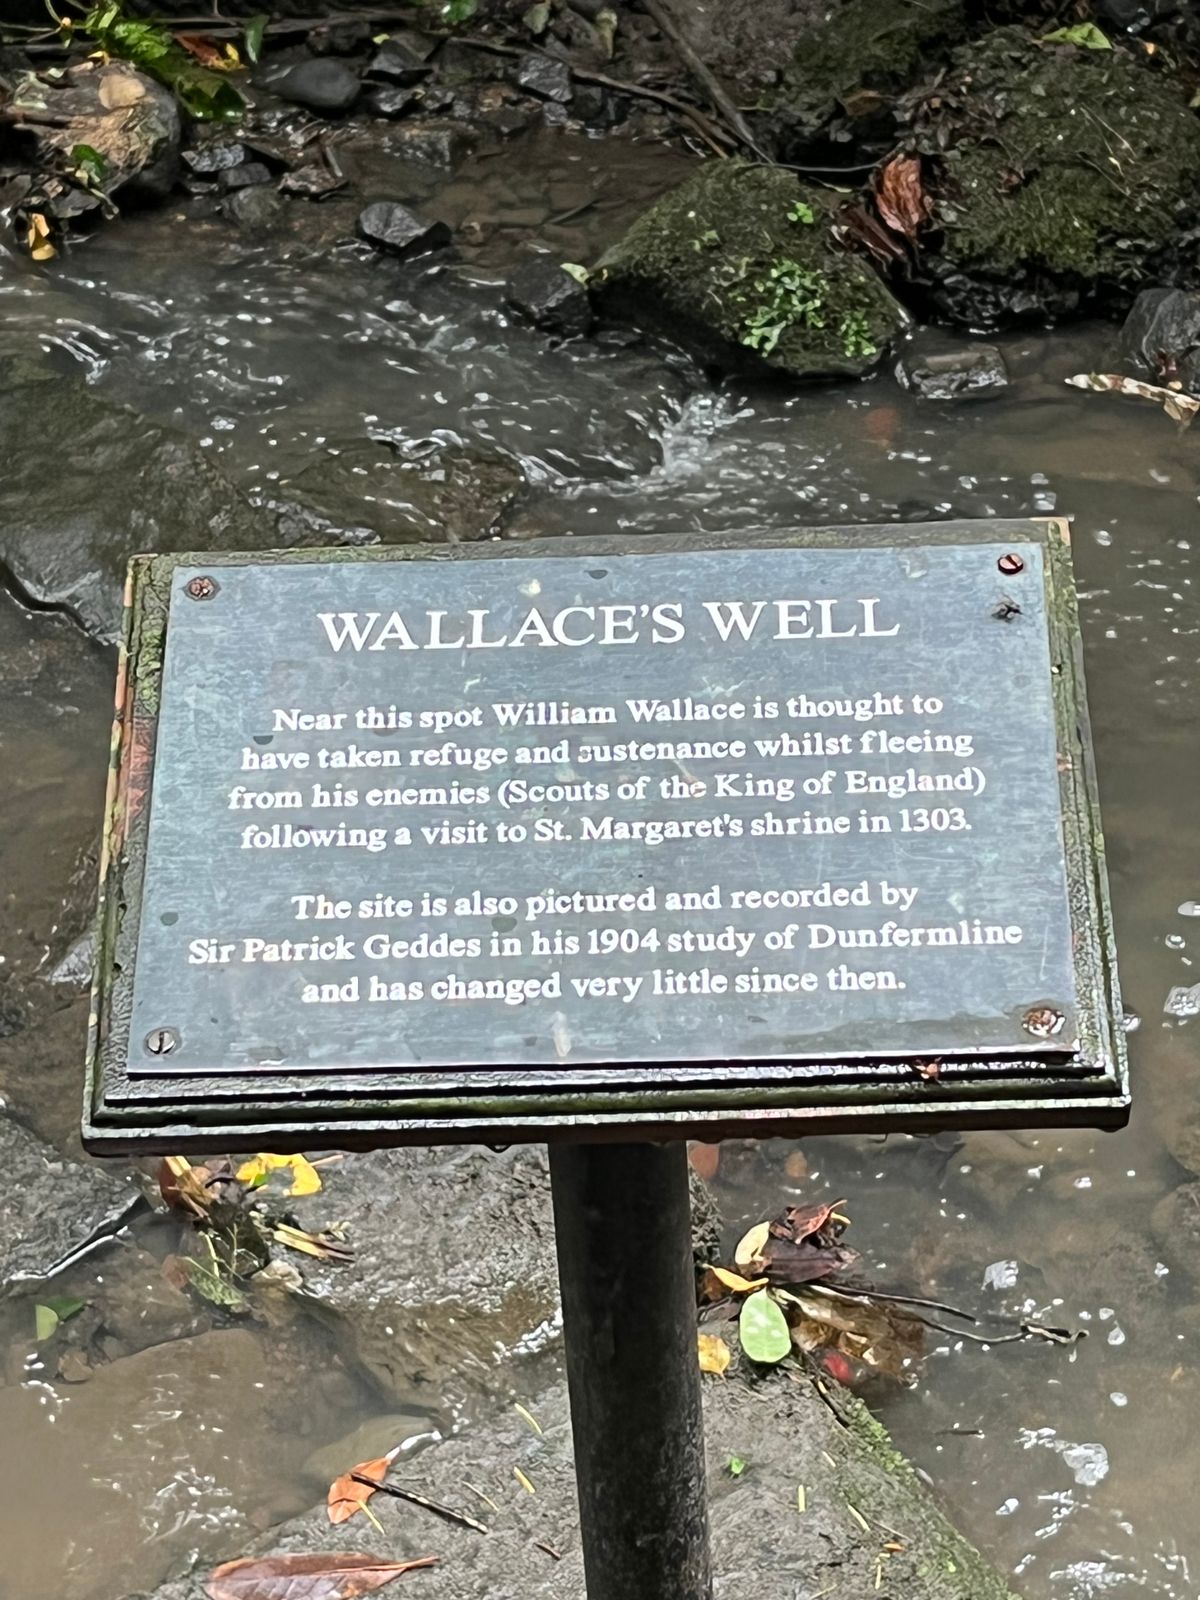 WALLACE'S WELL
Near this spot William Wallace is thought to
have taken refuge and sustenance whilst fleeing
from his enemies (Scouts of the King of England)
following a visit to St. Margaret's shrine in 1303.
The site is also pictured and recorded by
Sir Patrick Geddes in his 1904 study of Dunfermline
and has changed very little since then.